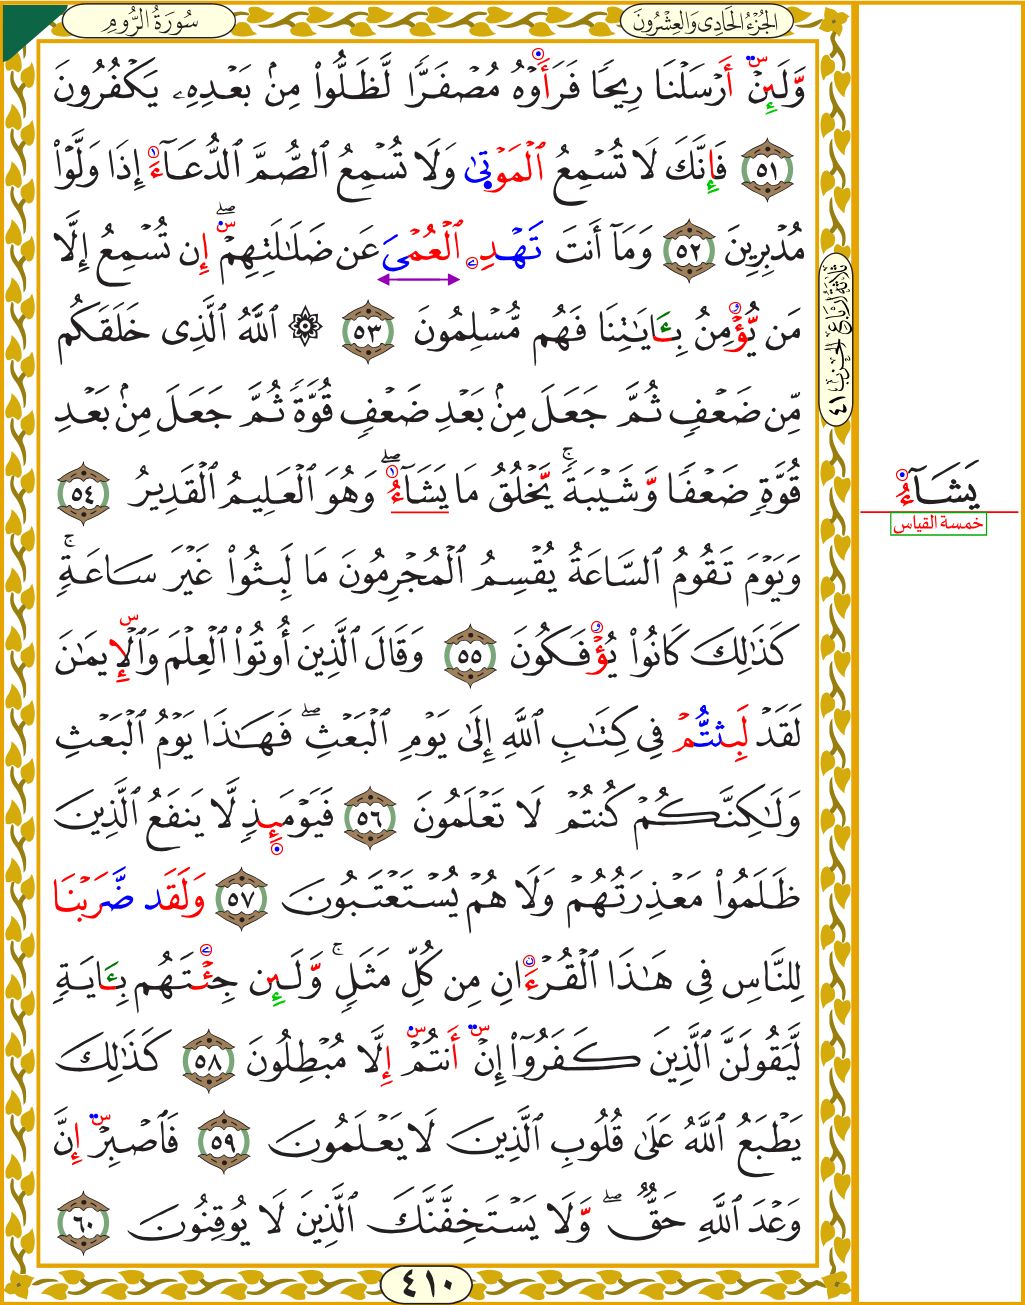 سُورَةُ الرُّومِ
الجُزْءُ الحَادِى وَالعِشْرُونَ
وَّلَئِنْ أَرْسَلْنَا رِيحًا فَرَأَوْهُ مُصْفَرًّا لَّظَلُّوا۟ مِنۢ بَعْدِهِۦ يَكْفُرُونَ
٥١ فَإِنَّكَ لَا تُسْمِعُ ٱلْمَوْتَىٰ وَلَا تُسْمِعُ ٱلصُّمَّ ٱلدُّعَآءَ إِذَا وَلَّوْا۟
مُدْبِرِينَ ٥٢ وَمَآ أَنتَ تَهْدِے ٱلْعُمْىَ عَن ضَلَٰلَتِهِمْۖ إِن تُسْمِعُ إِلَّا
مَن يُّؤْمِنُ بِـَٔايَٰتِنَا فَهُم مُّسْلِمُونَ ٥٣ ۞ ٱللَّهُ ٱلَّذِى خَلَقَكُم
مِّن ضَعْفٍ ثُمَّ جَعَلَ مِنۢ بَعْدِ ضَعْفٍ قُوَّةً ثُمَّ جَعَلَ مِنۢ بَعْدِ
قُوَّةٍ ضَعْفًا وَّشَيْبَةًۚ يَّخْلُقُ مَا يَشَآءُۖ وَهُوَ ٱلْعَلِيمُ ٱلْقَدِيرُ ٥٤
وَيَوْمَ تَقُومُ ٱلسَّاعَةُ يُقْسِمُ ٱلْمُجْرِمُونَ مَا لَبِثُوا۟ غَيْرَ سَاعَةٍۚ
كَذَٰلِكَ كَانُوا۟ يُؤْفَكُونَ ٥٥ وَقَالَ ٱلَّذِينَ أُوتُوا۟ ٱلْعِلْمَ وَٱلْإِيمَٰنَ
لَقَدْ لَبِثتُّمْ فِى كِتَٰبِ ٱللَّهِ إِلَىٰ يَوْمِ ٱلْبَعْثِۖ فَهَٰذَا يَوْمُ ٱلْبَعْثِ
وَلَٰكِنَّكُمْ كُنتُمْ لَا تَعْلَمُونَ ٥٦ فَيَوْمَئِذٍ لَّا يَنفَعُ ٱلَّذِينَ
ظَلَمُوا۟ مَعْذِرَتُهُمْ وَلَا هُمْ يُسْتَعْتَبُونَ ٥٧ وَلَقَد ضَّرَبْنَا
لِلنَّاسِ فِى هَٰذَا ٱلْقُرْءَانِ مِن كُلِّ مَثَلٍۚ وَّلَئِن جِئْتَهُم بِـَٔايَةٍ
لَّيَقُولَنَّ ٱلَّذِينَ كَفَرُوٓا۟ إِنْ أَنتُمْ إِلَّا مُبْطِلُونَ ٥٨ كَذَٰلِكَ
يَطْبَعُ ٱللَّهُ عَلَىٰ قُلُوبِ ٱلَّذِينَ لَا يَعْلَمُونَ ٥٩ فَٱصْبِرْ إِنَّ
وَعْدَ ٱللَّهِ حَقٌّۖ وَّلَا يَسْتَخِفَّنَّكَ ٱلَّذِينَ لَا يُوقِنُونَ ٦٠
٤١٠
ثَلَاثَةُ أَرْبَاعِ الحِزْبِ ٤١
يَشَآءُ
خمسة القياس